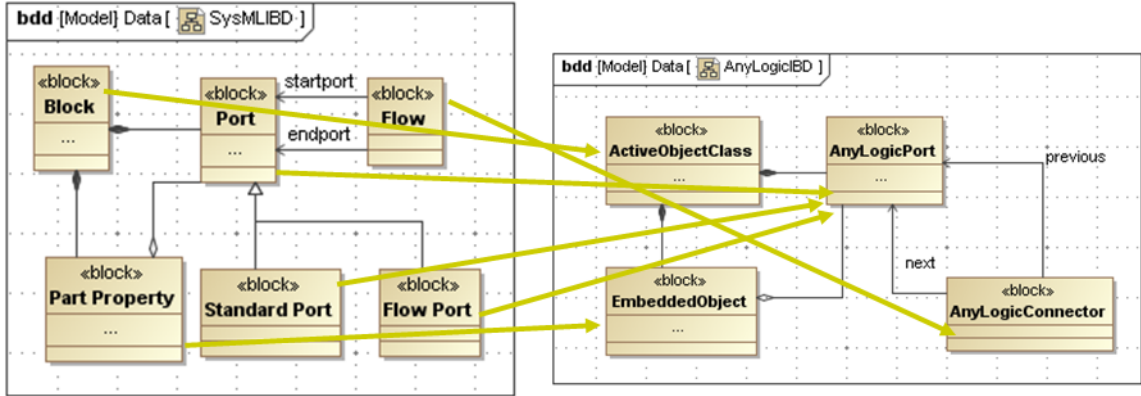 bdd [Model] Data [ SysMLIBD ]
«block»
Block
...
«block»
Port
...
startport
endport
«block»
Flow
«block»
Part Property
...
«block»
Standard Port
«block»
Flow Port
bdd [Model] Data [ AnyLogicIBD ]
«block»
ActiveObjectClass
...
«block»
AnyLogicPort
...
previous
next
«block»
EmbeddedObject
...
«block»
AnyLogicConnector